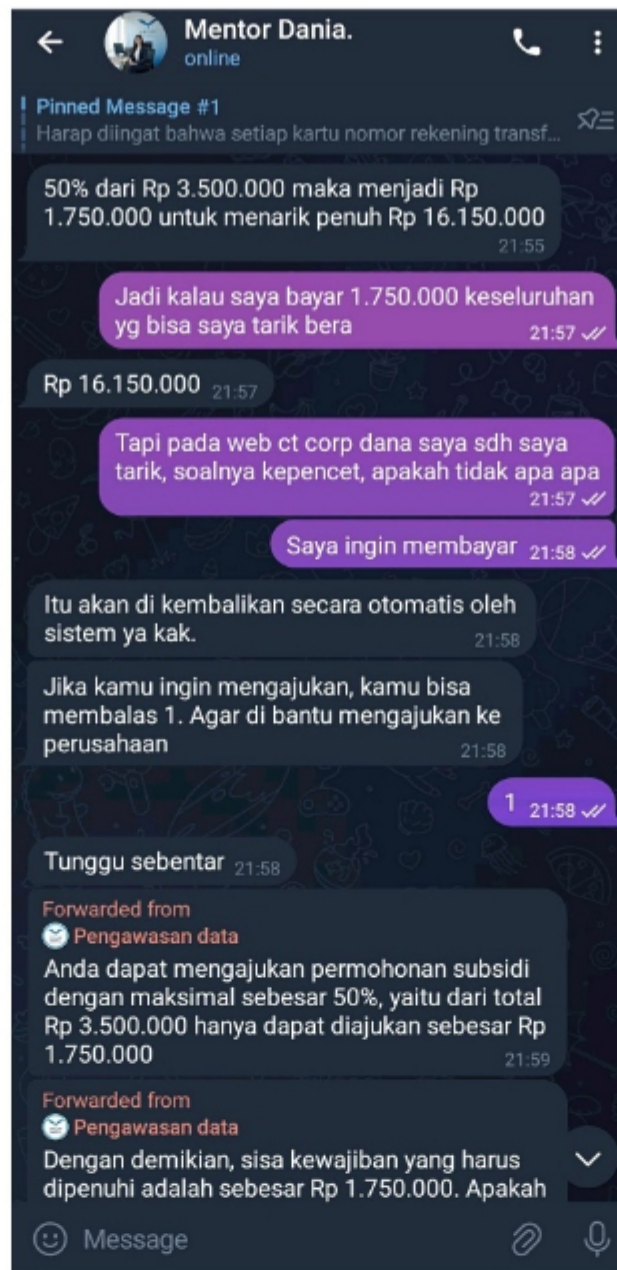 Mentor Dania.
online
Pinned Message #1
Harap diingat bahwa setiap kartu nomor rekening transf...
50% dari Rp 3.500.000 maka menjadi Rp
1.750.000 untuk menarik penuh Rp 16.150.000
21:55
Jadi kalau saya bayar 1.750.000 keseluruhan
yg bisa saya tarik bera
21:57
Rp 16.150.000 21:57
Tapi pada web ct corp dana saya sdh saya
tarik, soalnya kepencet, apakah tidak apa apa
21:57
Saya ingin membayar 21:58
Itu akan di kembalikan secara otomatis oleh
sistem ya kak.
21:58
Jika kamu ingin mengajukan, kamu bisa
membalas 1. Agar di bantu mengajukan ke
perusahaan
21:58
1 21:58
Tunggu sebentar 21:58
Forwarded from
Pengawasan data
Anda dapat mengajukan permohonan subsidi
dengan maksimal sebesar 50%, yaitu dari total
Rp 3.500.000 hanya dapat diajukan sebesar Rp
1.750.000
21:59
Forwarded from
Pengawasan data
Dengan demikian, sisa kewajiban yang harus
dipenuhi adalah sebesar Rp 1.750.000. Apakah
Message